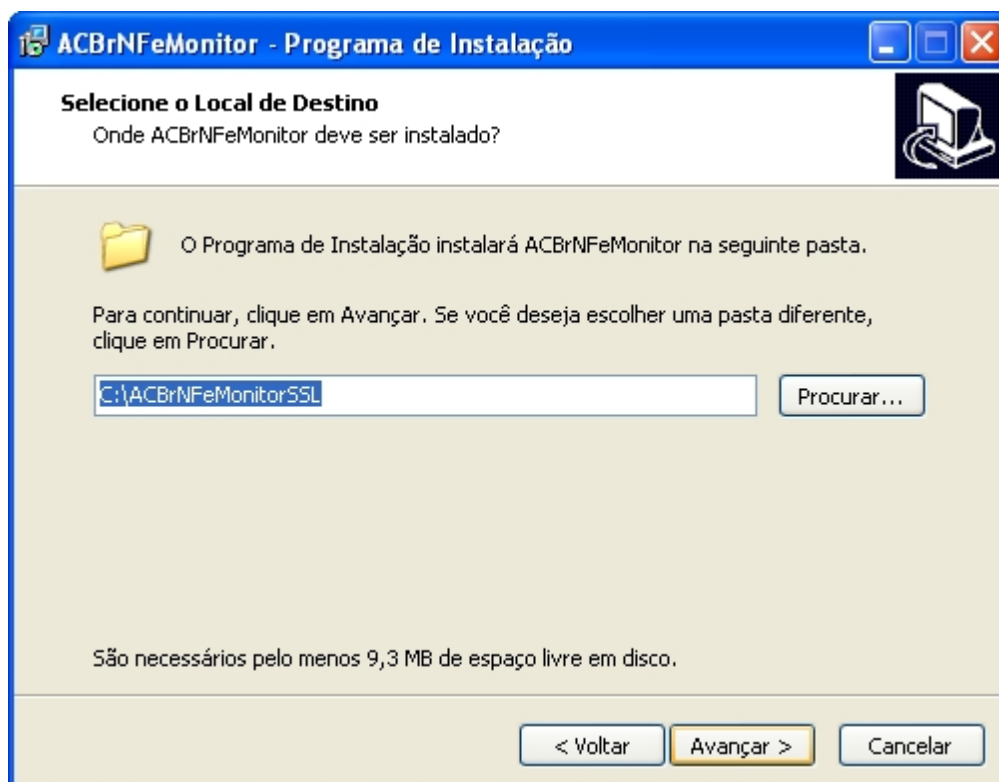 ACBrNFeMonitor - Programa de Instalação
Selecione o Local de Destino
Onde ACBrNFeMonitor deve ser instalado?
O Programa de Instalação instalará ACBrNFeMonitor na seguinte pasta.
Para continuar, clique em Avançar. Se você deseja escolher uma pasta diferente,
clique em Procurar.
C:\ACBrNFeMonitorSSL
Procurar...
São necessários pelo menos 9,3 MB de espaço livre em disco.
< Voltar
Avançar >
Cancelar